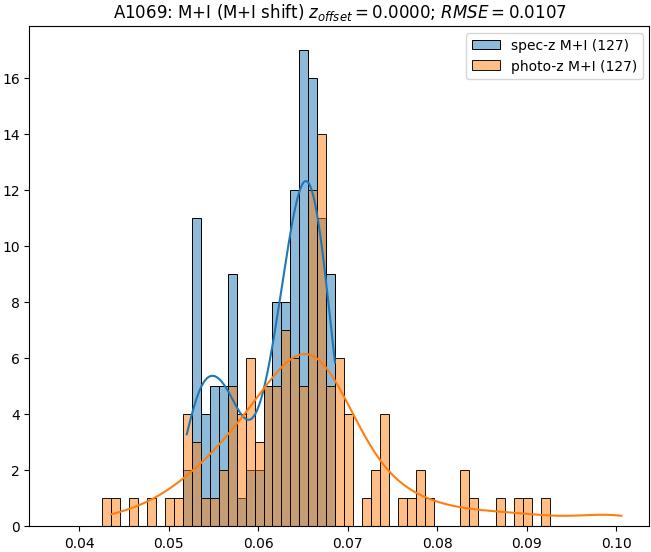 A1069: M+I (M+I shift) z_offset = 0.0000; RMSE = 0.0107
spec-z M+I (127)
photo-z M+I (127)
16
14
12
10
8
6
4
2
0
0.04 0.05 0.06 0.07 0.08 0.09 0.10